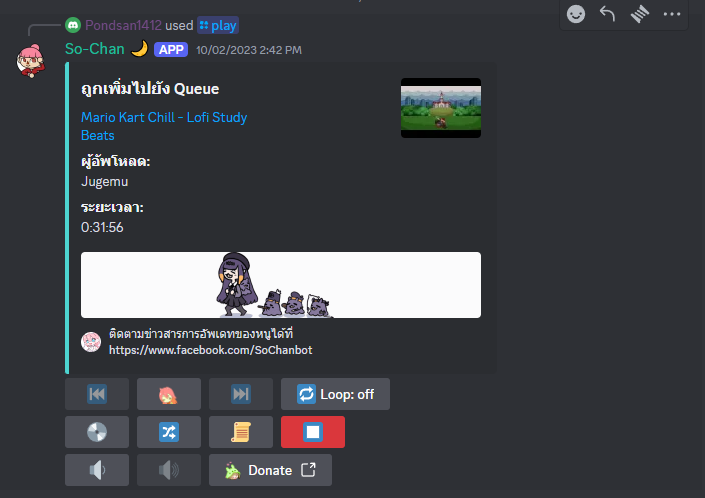 Pondsan1412 used play
So-Chan APP 10/02/2023 2:42 PM
ถูกเพิ่มไปยัง Queue
Mario Kart Chill - Lofi Study
Beats
ผู้อัพโหลด:
Jugemu
ระยะเวลา:
0:31:56
ติดตามข่าวสารการอัพเดทของหนูได้ที่
https://www.facebook.com/SoChanbot
Loop: off
Donate